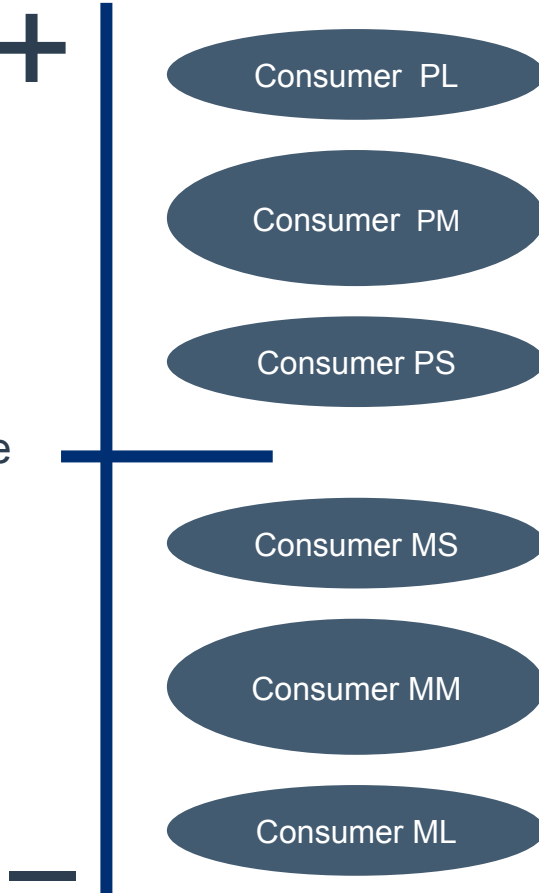 +
Consumer PL
Consumer PM
Consumer PS
e
Consumer MS
Consumer MM
Consumer ML
–